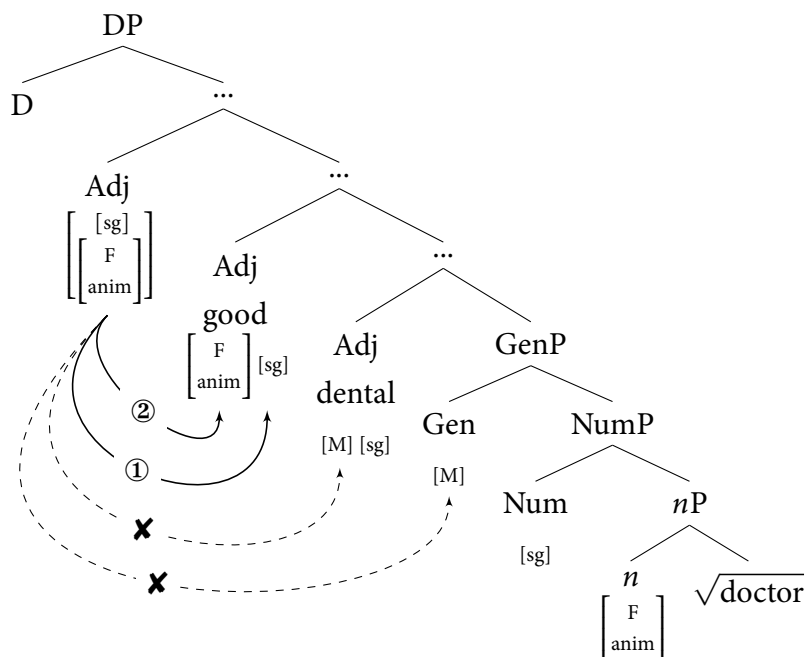 DP
D ...
Adj ...
[sg]
F
anim
Adj ...
good
F
anim [sg]
Adj GenP
dental
[M] [sg]
Gen NumP
[M]
Num nP
[sg]
n √doctor
F
anim
②
①
✘
✘